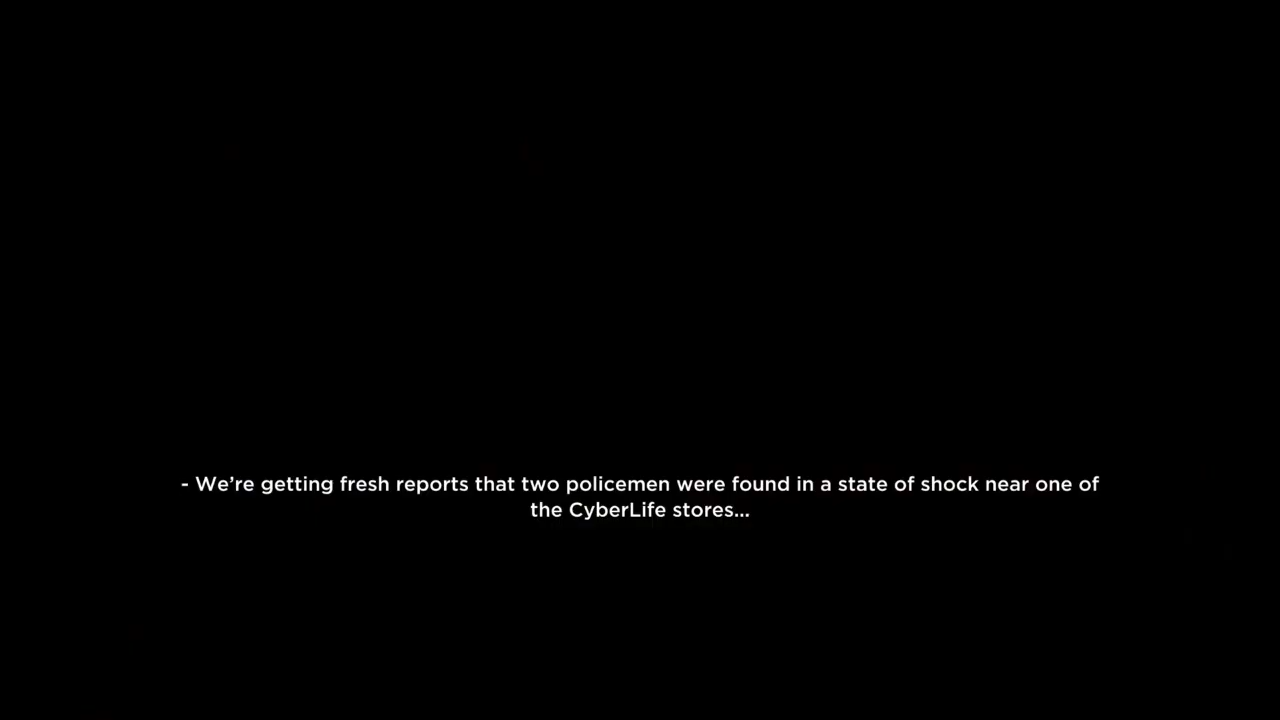 - We’re getting fresh reports that two policemen were found in a state of shock near one of
the CyberLife stores...